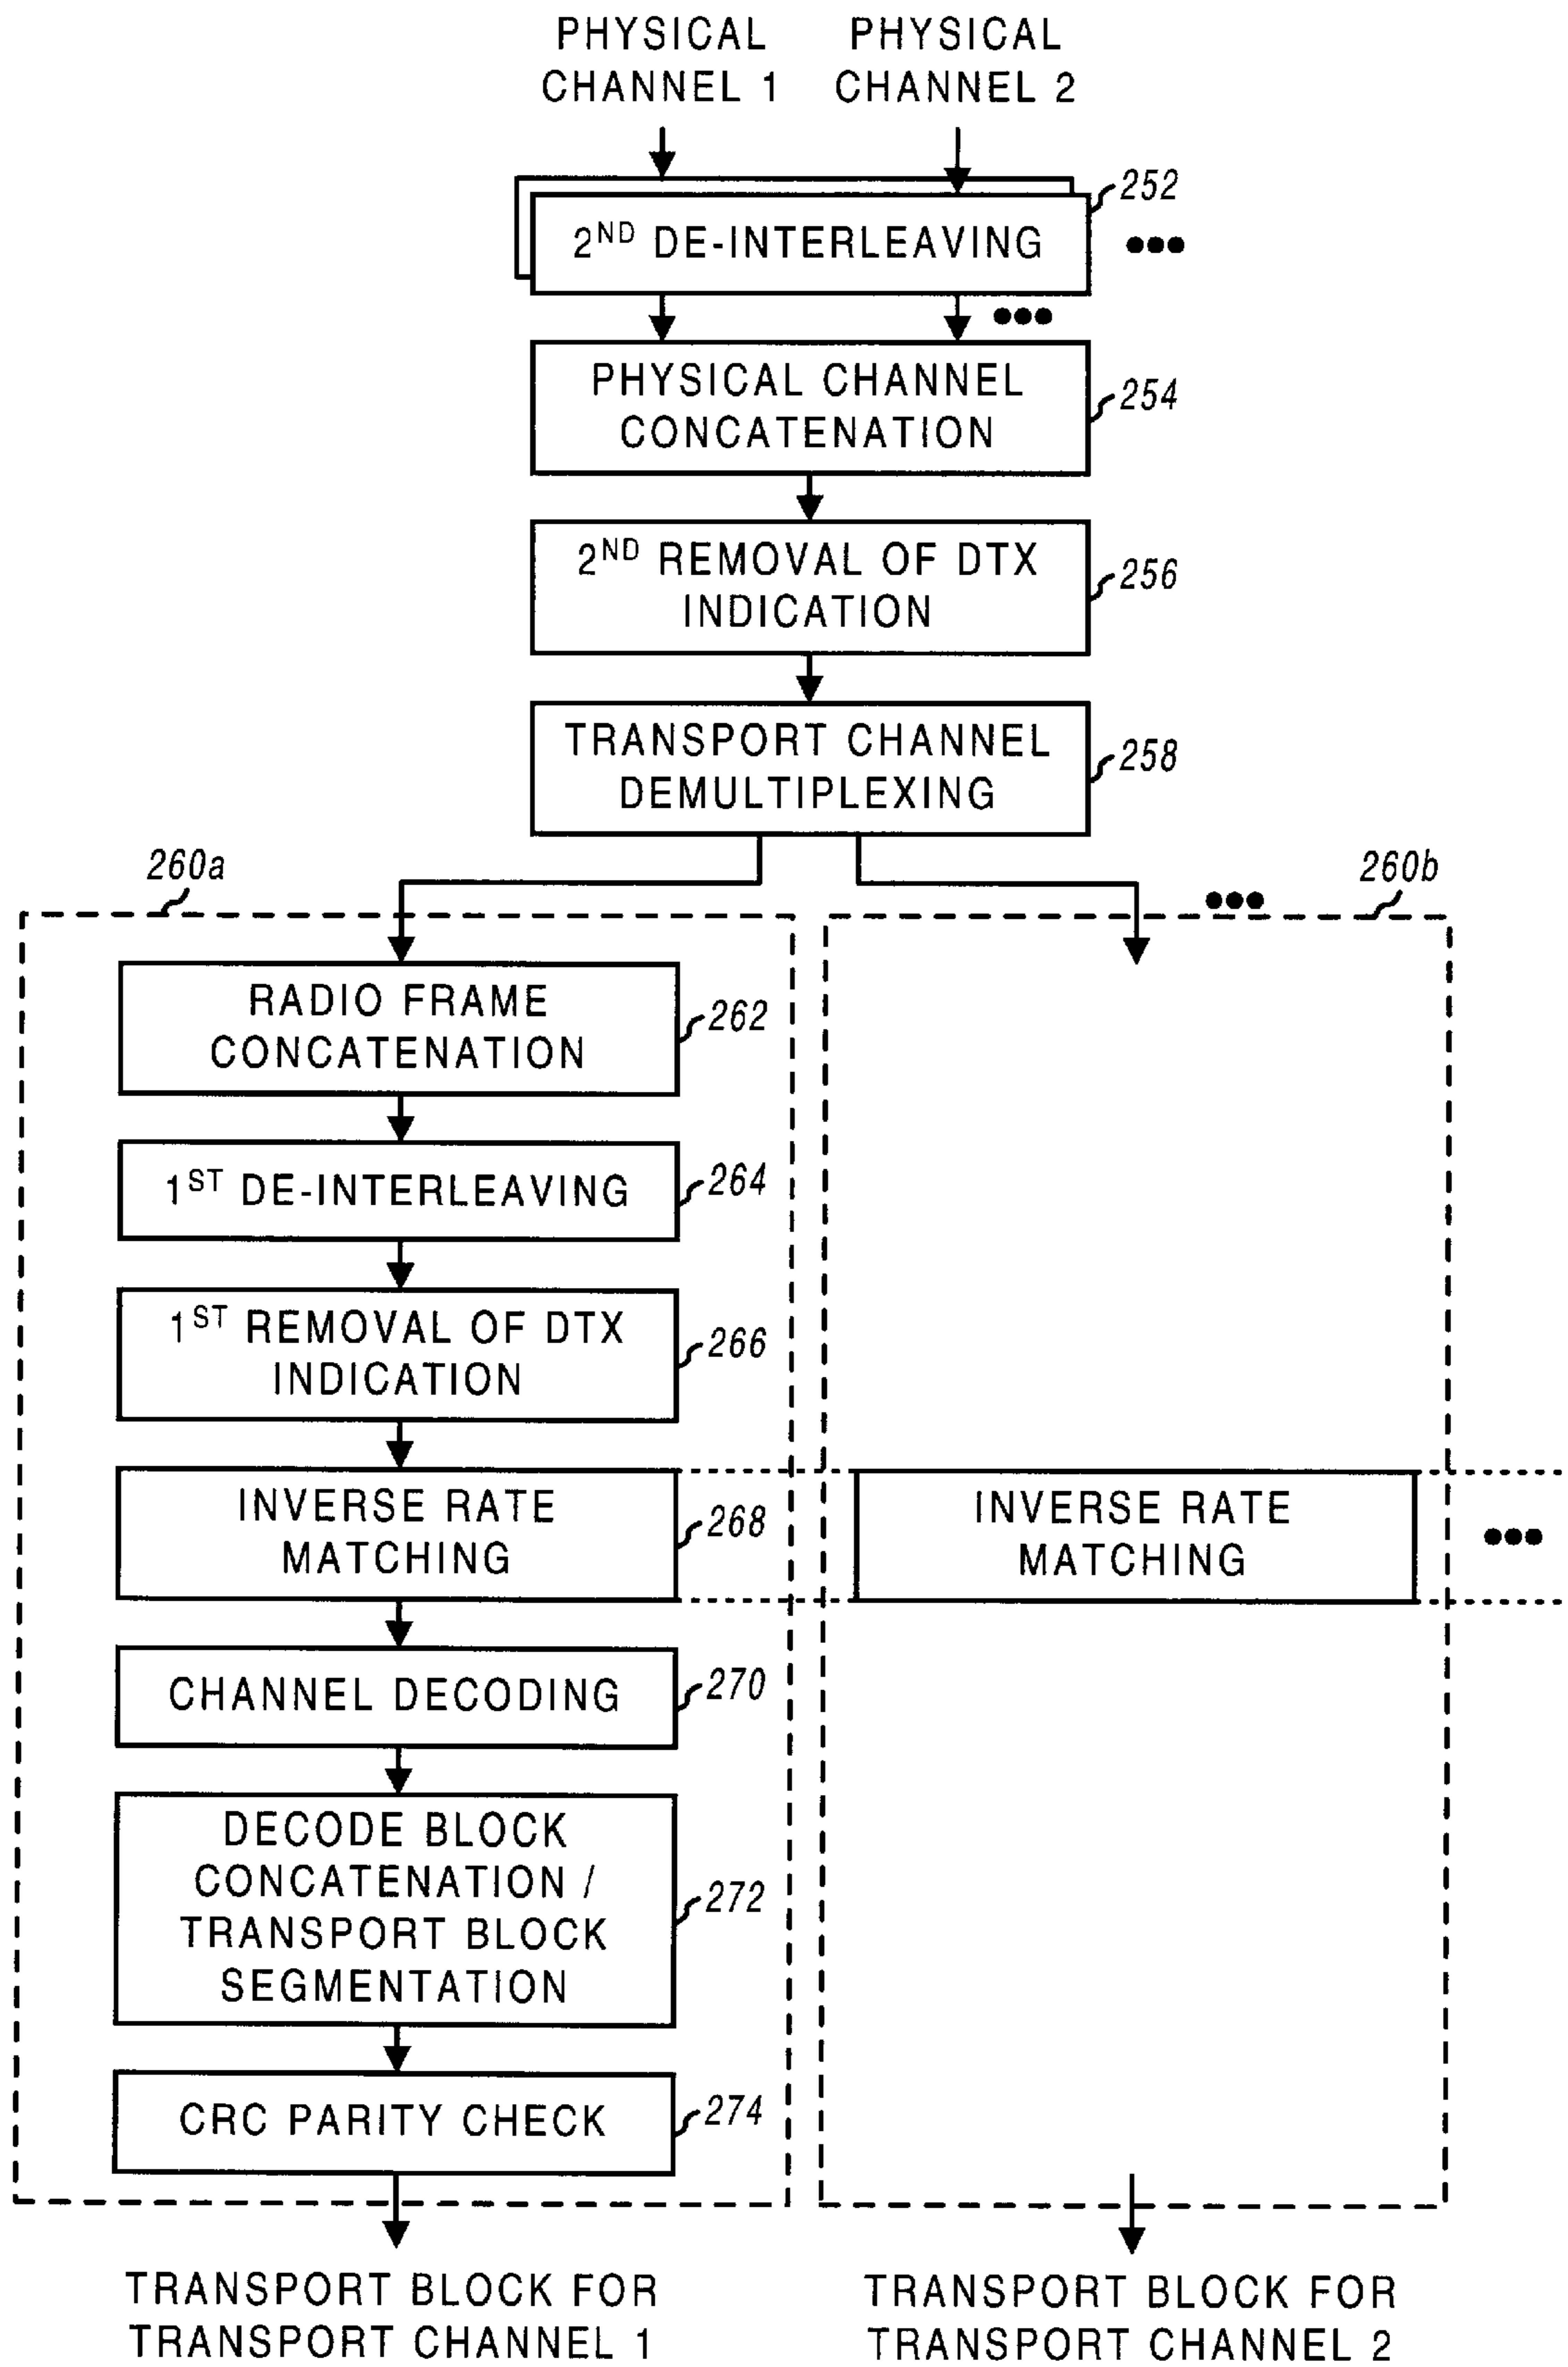 PHYSICAL CHANNEL 1
PHYSICAL CHANNEL 2
252
2ND DE-INTERLEAVING
PHYSICAL CHANNEL
CONCATENATION
254
2ND REMOVAL OF DTX
INDICATION
256
TRANSPORT CHANNEL
DEMULTIPLEXING
258
260a
260b
RADIO FRAME
CONCATENATION
262
1ST DE-INTERLEAVING
264
1ST REMOVAL OF DTX
INDICATION
266
INVERSE RATE
MATCHING
268
INVERSE RATE
MATCHING
CHANNEL DECODING
270
DECODE BLOCK
CONCATENATION /
TRANSPORT BLOCK
SEGMENTATION
272
CRC PARITY CHECK
274
TRANSPORT BLOCK FOR
TRANSPORT CHANNEL 1
TRANSPORT BLOCK FOR
TRANSPORT CHANNEL 2